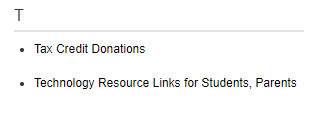 T
Tax Credit Donations
Technology Resource Links for Students, Parents